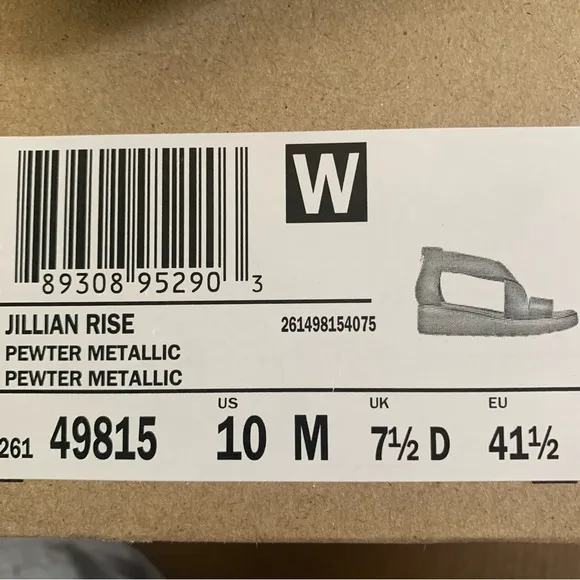 W
89308 95290 3
JILLIAN RISE
261498154075
PEWTER METALLIC
PEWTER METALLIC
US UK EU
261 49815 10 M 7½ D 41½